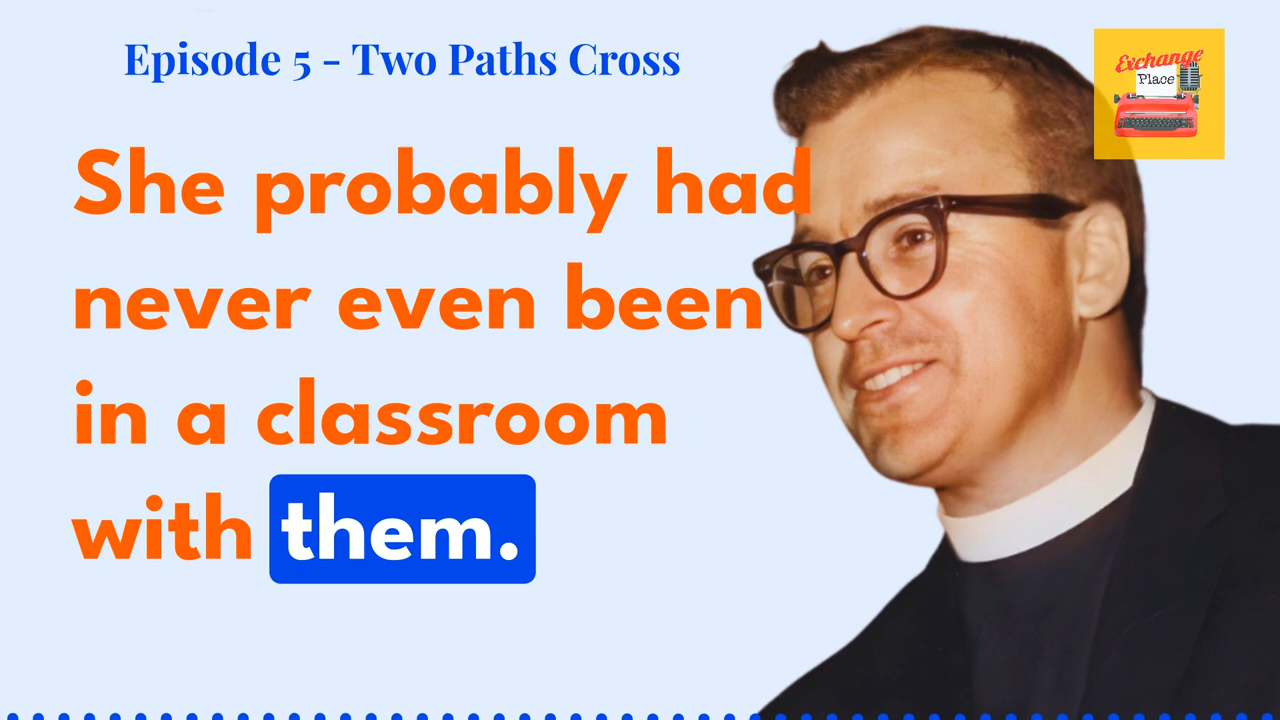 Episode 5 - Two Paths Cross
Exchange
Place
She probably had
never even been
in a classroom
with them.